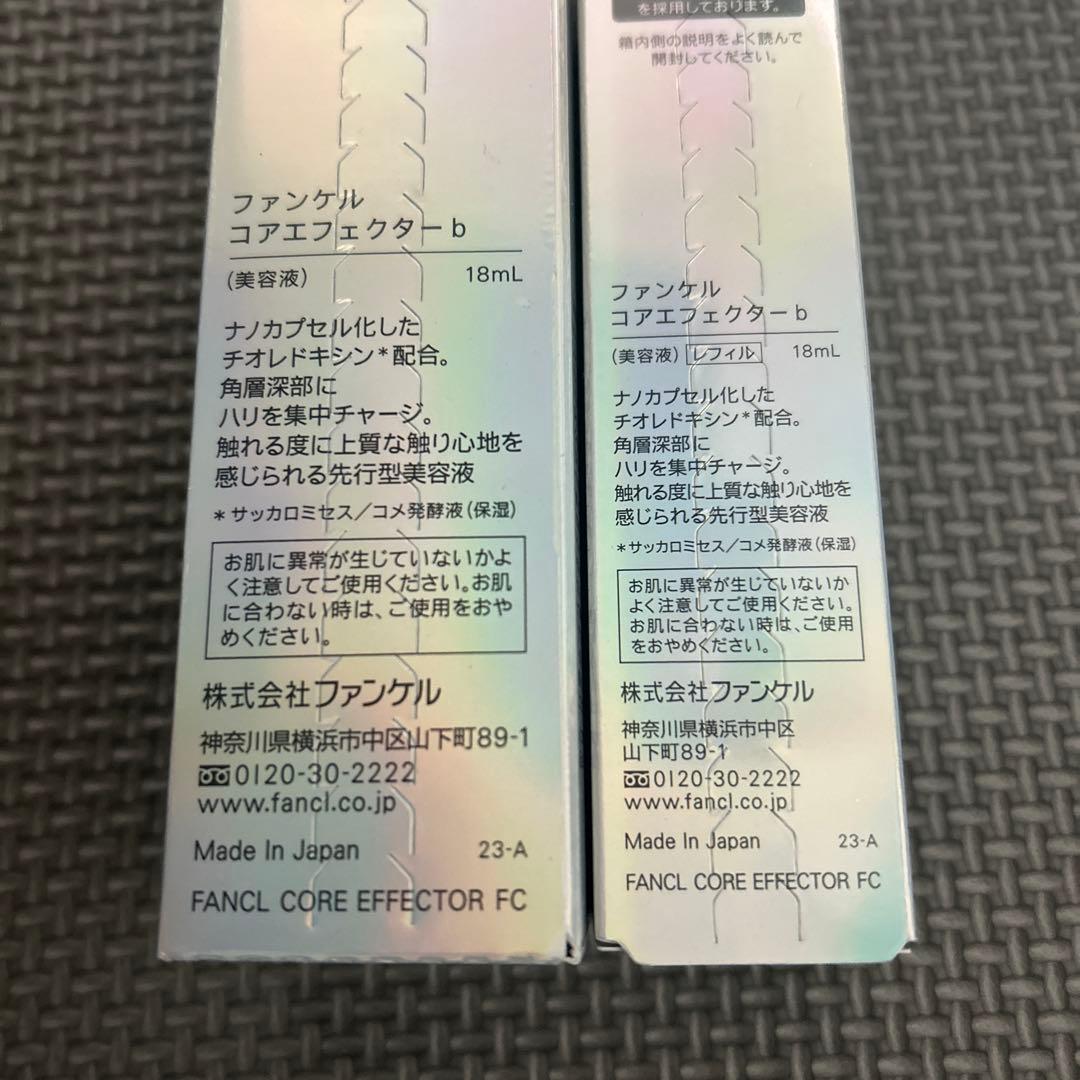 ファンケル
コアエフェクターb
(美容液) 18mL
ナノカプセル化した
チオレドキシン*配合。
角層深部に
ハリを集中チャージ。
触れる度に上質な触り心地を
感じられる先行型美容液
*サッカロミセス/コメ発酵液(保湿)
お肌に異常が生じていないかよ
く注意してご使用ください。お肌
に合わない時は、ご使用をおや
めください。
株式会社ファンケル
神奈川県横浜市中区山下町89-1
0120-30-2222
www.fancl.co.jp
Made In Japan 23-A
FANCL CORE EFFECTOR FC
を採用しております。
箱内側の説明をよく読んで
開封してください。
ファンケル
コアエフェクターb
(美容液) レフィル 18mL
ナノカプセル化した
チオレドキシン*配合。
角層深部に
ハリを集中チャージ。
触れる度に上質な触り心地を
感じられる先行型美容液
*サッカロミセス/コメ発酵液(保湿)
お肌に異常が生じていないか
よく注意してご使用ください。
お肌に合わない時は、ご使用
をおやめください。
株式会社ファンケル
神奈川県横浜市中区
山下町89-1
0120-30-2222
www.fancl.co.jp
Made In Japan 23-A
FANCL CORE EFFECTOR FC